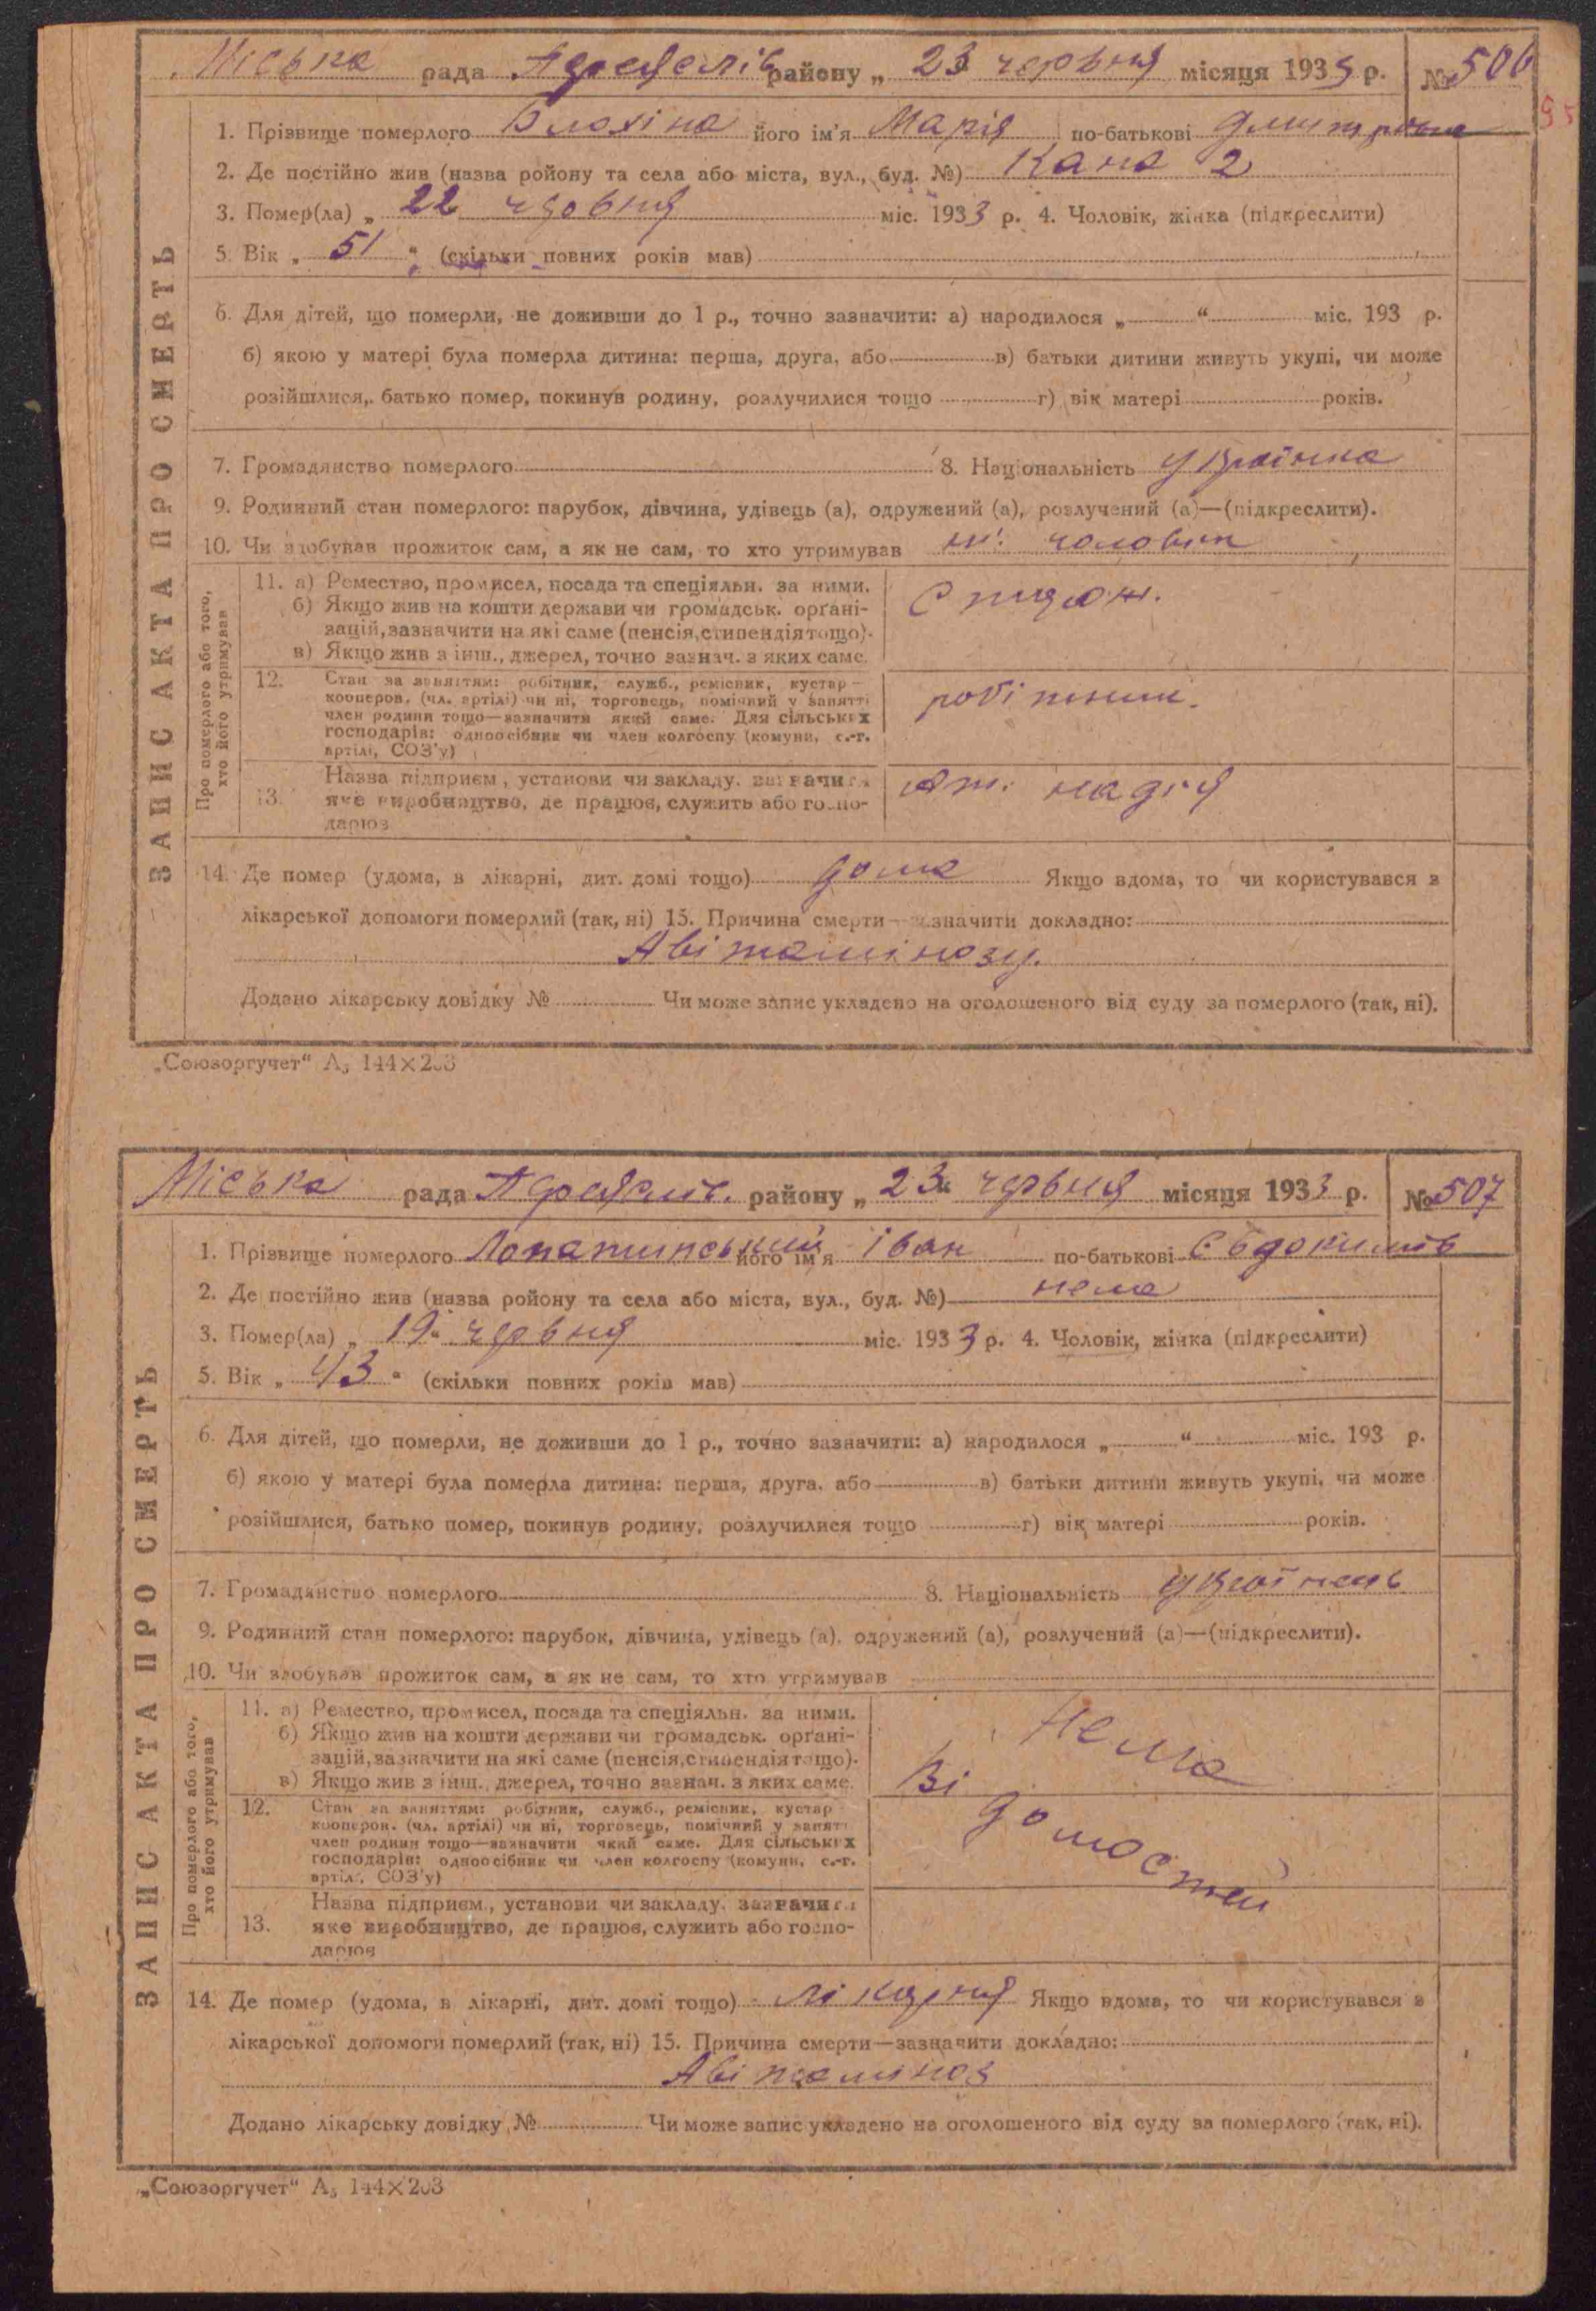 Міська рада Переяслів району „ 23 червня місяця 1933 р. № 506
95
1. Прізвище померлого Блохіна його ім'я Марія по-батькові Дмитровна
2. Де постійно жив (назва ройону та села або міста, вул., буд. №) 2
3. Помер(ла) „ 22 червня міс. 1933 р. 4. Чоловік, жінка (підкреслити)
5. Вік „ 51 “ (скільки повних років мав)
6. Для дітей, що померли, не доживши до 1 р., точно зазначити: а) народилося „ “ міс. 193 р.
б) якою у матері була померла дитина: перша, друга, або в) батьки дитини живуть укупі, чи може
розійшлися, батько помер, покинув родину, розлучилися тощо г) вік матері років.
7. Громадянство померлого 8. Національність Українка
9. Родинний стан померлого: парубок, дівчина, удівець (а), одружений (а), розлучений (а)—(підкреслити).
10. Чи здобував прожиток сам, а як не сам, то хто утримував ні. чоловік
ЗАПИС АКТА ПРО СМЕРТЬ
Про померлого або того,
хто його утримував
11. а) Ремество, промисел, посада та спеціяльн. за ними.
б) Якщо жив на кошти держави чи громадськ. орґані-
зацій, зазначити на які саме (пенсія, стипендія тощо).
в) Якщо жив з інш., джерел, точно зазнач. з яких саме.
12. Стан за заняттям: робітник, служб., ремісник, кустар—
кооперов. (чл. артілі) чи ні, торговець, помічний у занятті
член родини тощо—зазначити який саме. Для сільських
господарів: одноосібник чи член колгоспу (комуни, с.-г.
артілі, СОЗ'у)
робітник.
13. Назва підприєм., установи чи закладу, зазначити
яке виробництво, де працює, служить або госпо-
дарює
Арт. надія
14. Де помер (удома, в лікарні, дит. домі тощо) дома Якщо вдома, то чи користувався з
лікарської допомоги померлий (так, ні) 15. Причина смерти—зазначити докладно:
Авітамінозу.
Додано лікарську довідку № Чи може запис укладено на оголошеного від суду за померлого (так, ні).
„Союзоргучет“ А5 144×203
Міська рада Переяслів. району „ 23 “ червня місяця 1933 р. № 507
1. Прізвище померлого Лопатинський його ім'я Іван по-батькові Євдокимів
2. Де постійно жив (назва ройону та села або міста, вул., буд. №) нема
3. Помер(ла) „ 19 “ червня міс. 1933 р. 4. Чоловік, жінка (підкреслити)
5. Вік „ 43 “ (скільки повних років мав)
6. Для дітей, що померли, не доживши до 1 р., точно зазначити: а) народилося „ “ міс. 193 р.
б) якою у матері була померла дитина: перша, друга, або в) батьки дитини живуть укупі, чи може
розійшлися, батько помер, покинув родину, розлучилися тощо г) вік матері років.
7. Громадянство померлого 8. Національність українець
9. Родинний стан померлого: парубок, дівчина, удівець (а), одружений (а), розлучений (а)—(підкреслити).
10. Чи здобував прожиток сам, а як не сам, то хто утримував
ЗАПИС АКТА ПРО СМЕРТЬ
Про померлого або того,
хто його утримував
11. а) Ремество, промисел, посада та спеціяльн. за ними.
б) Якщо жив на кошти держави чи громадськ. орґані-
зацій, зазначити на які саме (пенсія, стипендія тощо).
в) Якщо жив з інш., джерел, точно зазнач. з яких саме.
12. Стан за заняттям: робітник, служб., ремісник, кустар
кооперов. (чл. артілі) чи ні, торговець, помічний у занятті
член родини тощо—зазначити який саме. Для сільських
господарів: одноосібник чи член колгоспу (комуни, с.-г.
артілі, СОЗ'у)
13. Назва підприєм., установи чи закладу, зазначити
яке виробництво, де працює, служить або госпо-
дарює
Нема
Відомостей
14. Де помер (удома, в лікарні, дит. домі тощо) лікарня Якщо вдома, то чи користувався з
лікарської допомоги померлий (так, ні) 15. Причина смерти—зазначити докладно:
Авітаміноз
Додано лікарську довідку № Чи може запис укладено на оголошеного від суду за померлого (так, ні).
„Союзоргучет“ А5 144×203